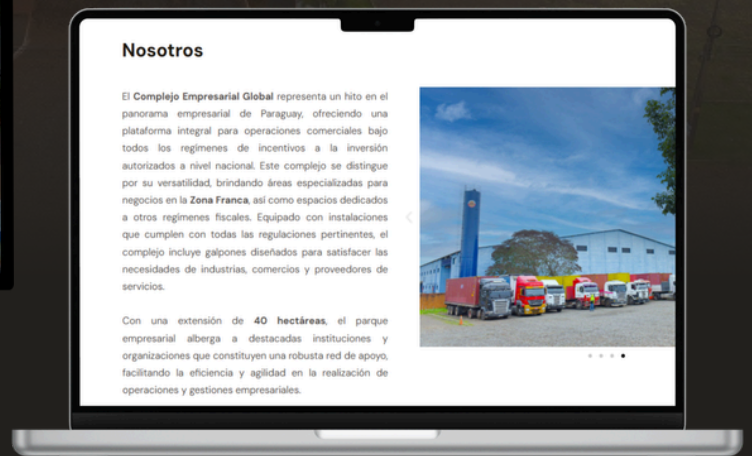 Nosotros
El Complejo Empresarial Global representa un hito en el
panorama empresarial de Paraguay, ofreciendo una
plataforma integral para operaciones comerciales bajo
todos los regímenes de incentivos a la inversión
autorizados a nivel nacional. Este complejo se distingue
por su versatilidad, brindando áreas especializadas para
negocios en la Zona Franca, así como espacios dedicados
a otros regímenes fiscales. Equipado con instalaciones
que cumplen con todas las regulaciones pertinentes, el
complejo incluye galpones diseñados para satisfacer las
necesidades de industrias, comercios y proveedores de
servicios.
Con una extensión de 40 hectáreas, el parque
empresarial alberga a destacadas instituciones y
organizaciones que constituyen una robusta red de apoyo,
facilitando la eficiencia y agilidad en la realización de
operaciones y gestiones empresariales.